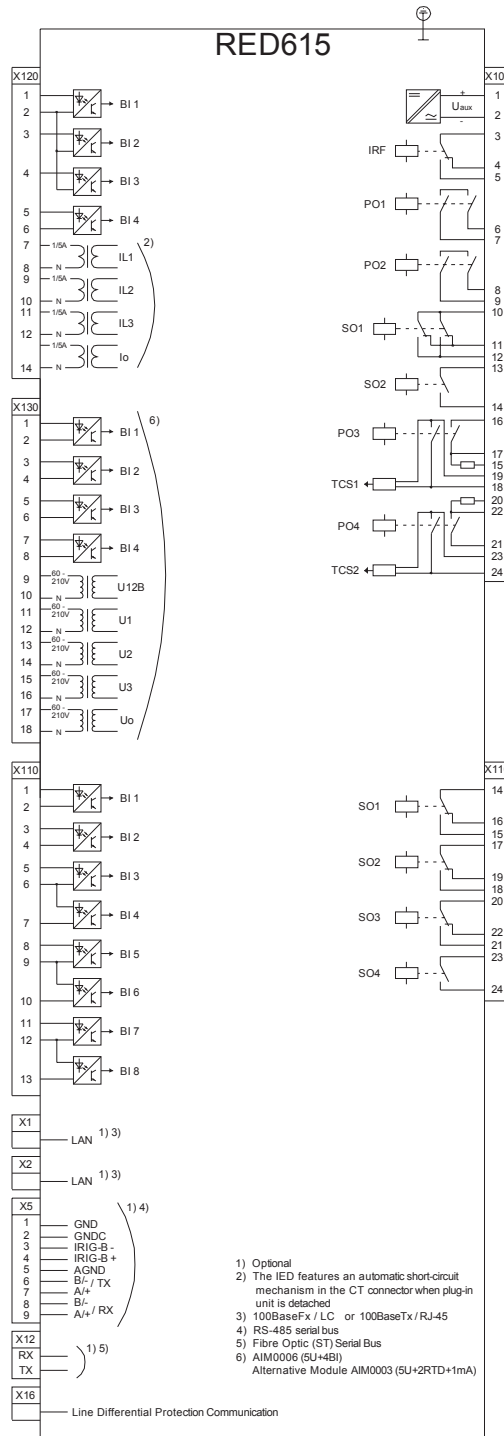 RED615
X120
1
2
BI 1
3
BI 2
4
BI 3
5
6
BI 4
7 1/5A
8 N
IL1
2)
9 1/5A
10 N
IL2
11 1/5A
12 N
IL3
1/5A
14 N
Io
X130
1
2
BI 1
6)
3
4
BI 2
5
6
BI 3
7
8
BI 4
9 60 - 210V
10 N
U12B
11 60 - 210V
12 N
U1
13 60 - 210V
14 N
U2
15 60 - 210V
16 N
U3
17 60 - 210V
18 N
Uo
X110
1
2
BI 1
3
4
BI 2
5
6
BI 3
7
BI 4
8
9
BI 5
10
BI 6
11
12
BI 7
13
BI 8
X1
LAN 1) 3)
X2
LAN 1) 3)
X5
1) 4)
1 GND
2 GNDC
3 IRIG-B -
4 IRIG-B +
5 AGND
6 B/- / TX
7 A/+
8 B/- / RX
9 A/+
X12
RX
TX
1) 5)
X16
Line Differential Protection Communication
X10
+
Uaux
-
1
2
IRF
3
4
5
PO1
6
7
PO2
8
9
SO1
10
11
12
SO2
13
14
PO3
16
17
15
19
TCS1
18
20
PO4
22
21
23
TCS2
24
X11
SO1
14
16
15
SO2
17
19
18
SO3
20
22
21
SO4
23
24
1) Optional
2) The IED features an automatic short-circuit
mechanism in the CT connector when plug-in
unit is detached
3) 100BaseFx / LC or 100BaseTx / RJ-45
4) RS-485 serial bus
5) Fibre Optic (ST) Serial Bus
6) AIM0006 (5U+4BI)
Alternative Module AIM0003 (5U+2RTD+1mA)